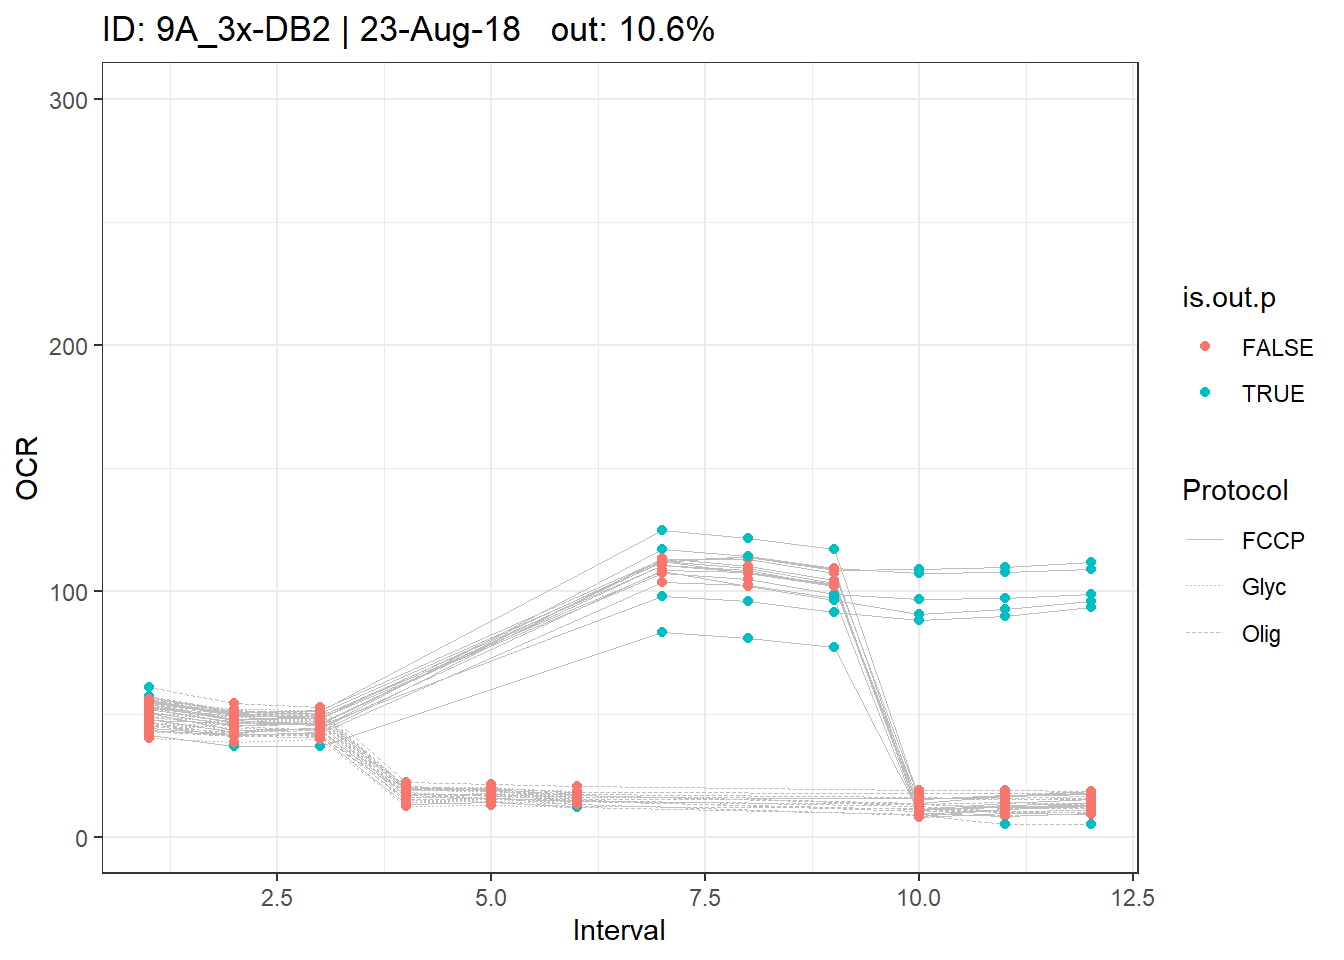 ID: 9A_3x-DB2 | 23-Aug-18   out: 10.6%
300
200
100
0
OCR
2.5
5.0
7.5
10.0
12.5
Interval
is.out.p
FALSE
TRUE
Protocol
FCCP
Glyc
Olig